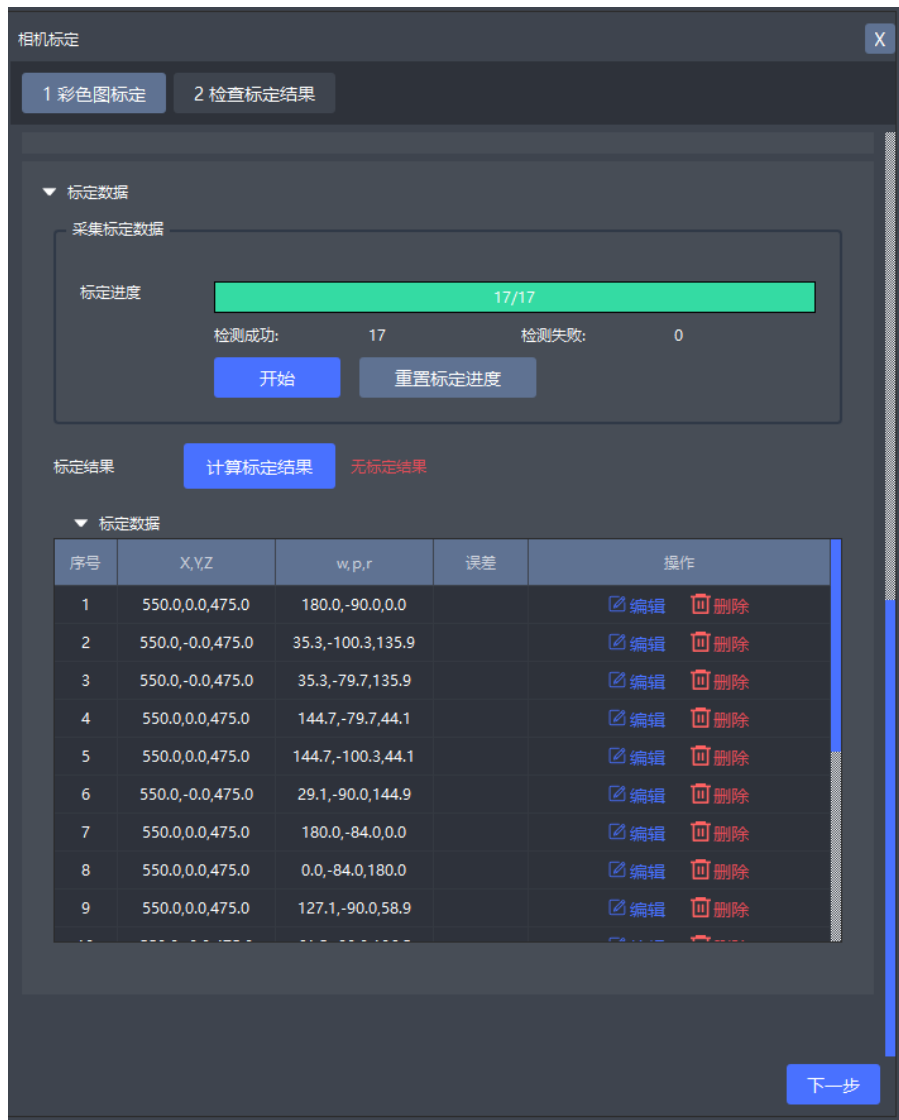 相机标定
X
1 彩色图标定 2 检查标定结果
标定数据
采集标定数据
标定进度 17/17
检测成功: 17 检测失败: 0
开始 重置标定进度
标定结果 计算标定结果 无标定结果
标定数据
序号 X,Y,Z w,p,r 误差 操作
1 550.0,0.0,475.0 180.0,-90.0,0.0 编辑 删除
2 550.0,-0.0,475.0 35.3,-100.3,135.9 编辑 删除
3 550.0,-0.0,475.0 35.3,-79.7,135.9 编辑 删除
4 550.0,0.0,475.0 144.7,-79.7,44.1 编辑 删除
5 550.0,0.0,475.0 144.7,-100.3,44.1 编辑 删除
6 550.0,-0.0,475.0 29.1,-90.0,144.9 编辑 删除
7 550.0,0.0,475.0 180.0,-84.0,0.0 编辑 删除
8 550.0,0.0,475.0 0.0,-84.0,180.0 编辑 删除
9 550.0,0.0,475.0 127.1,-90.0,58.9 编辑 删除
下一步